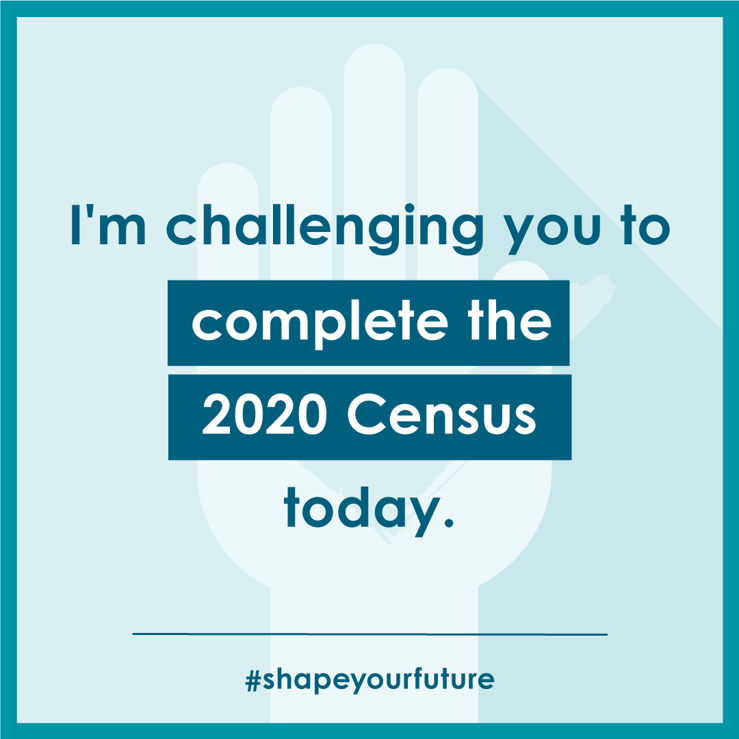 I'm challenging you to
complete the
2020 Census
today.
#shapeyourfuture